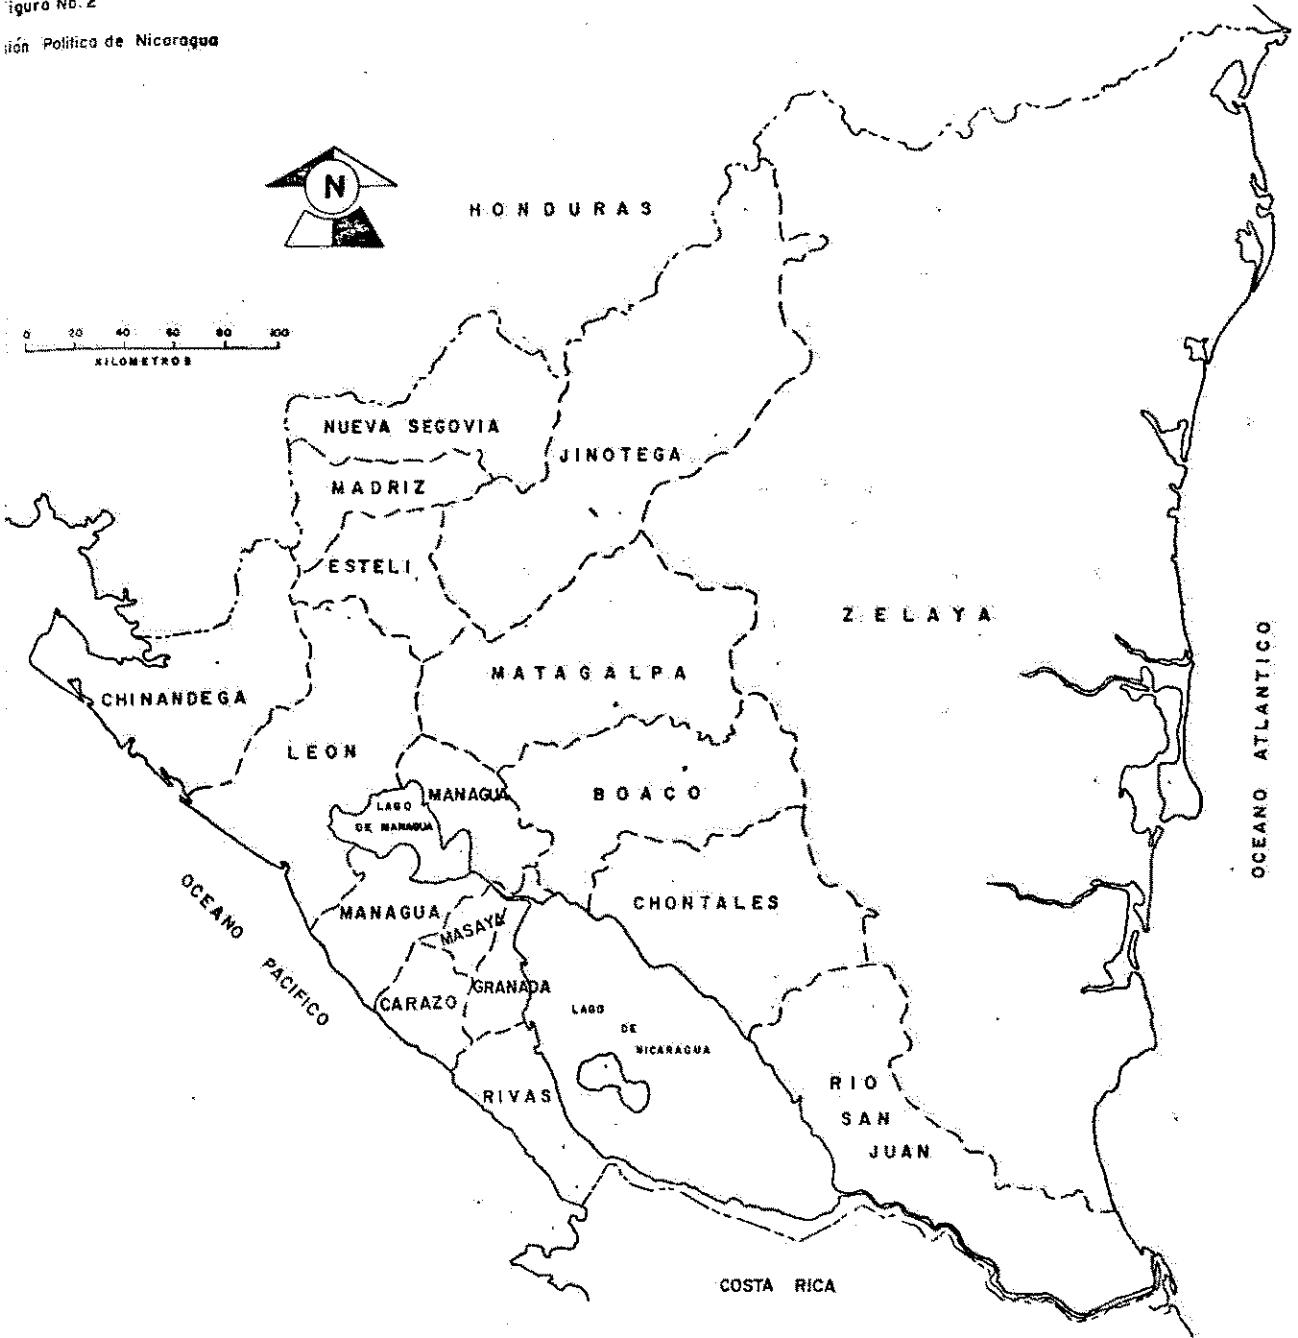 igura No. 2
sión Política de Nicaragua
N
HONDURAS
0 20 40 60 80 100
KILOMETROS
NUEVA SEGOVIA
JINOTEGA
MADRIZ
ESTELI
ZELAYA
MATAGALPA
CHINANDEGA
LEON
MANAGUA
BOACO
LAGO
DE MANAGUA
OCEANO ATLANTICO
CHONTALES
MANAGUA
MASAYA
OCEANO PACIFICO
GRANADA
CARAZO
LAGO
DE
NICARAGUA
RIVAS
RIO
SAN
JUAN
COSTA RICA